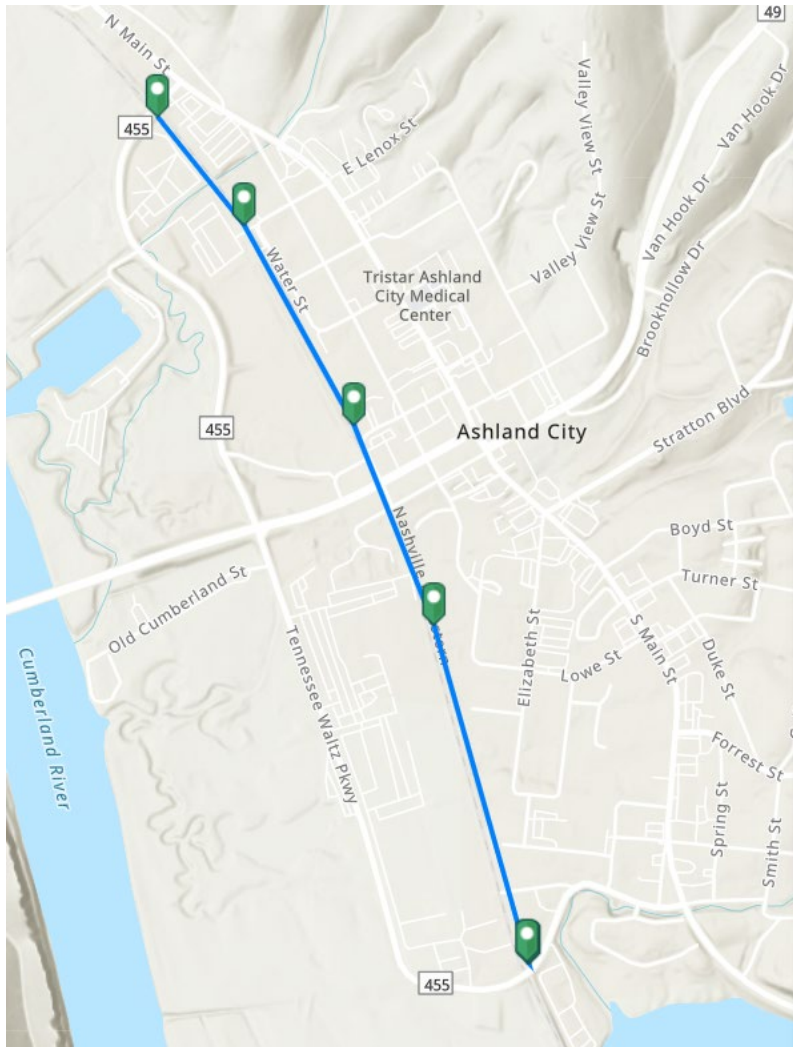 49
N Main St
455
E Lenox St
Valley View St
Van Hook Dr
Van Hook Dr
Valley View St
Brookhollow Dr
Water St
Tristar Ashland
City Medical
Center
Stratton Blvd
455
Ashland City
Nashville
Boyd St
Turner St
Old Cumberland St
Elizabeth St
S Main St
Lowe St
Duke St
Tennessee Waltz Pkwy
Cumberland River
Forrest St
Spring St
Smith St
455